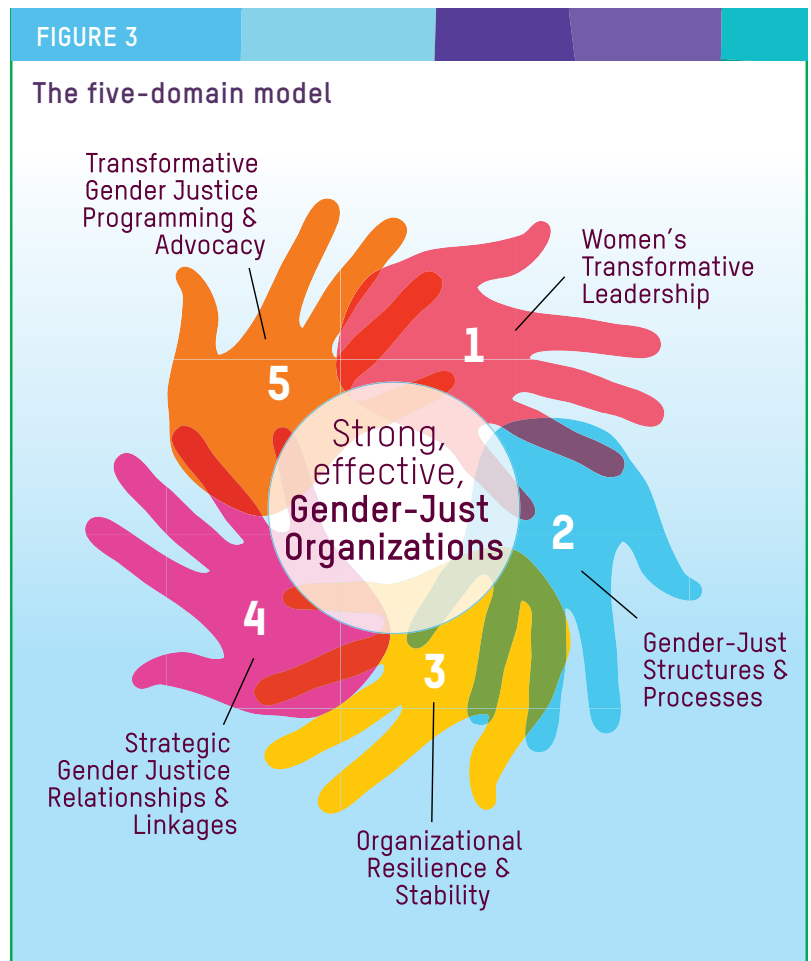 FIGURE 3
The five-domain model
Transformative
Gender Justice
Programming &
Advocacy
Women’s
Transformative
Leadership
1
5
Strong,
effective,
Gender-Just
Organizations
2
4
3
Gender-Just
Structures &
Processes
Strategic
Gender Justice
Relationships &
Linkages
Organizational
Resilience &
Stability